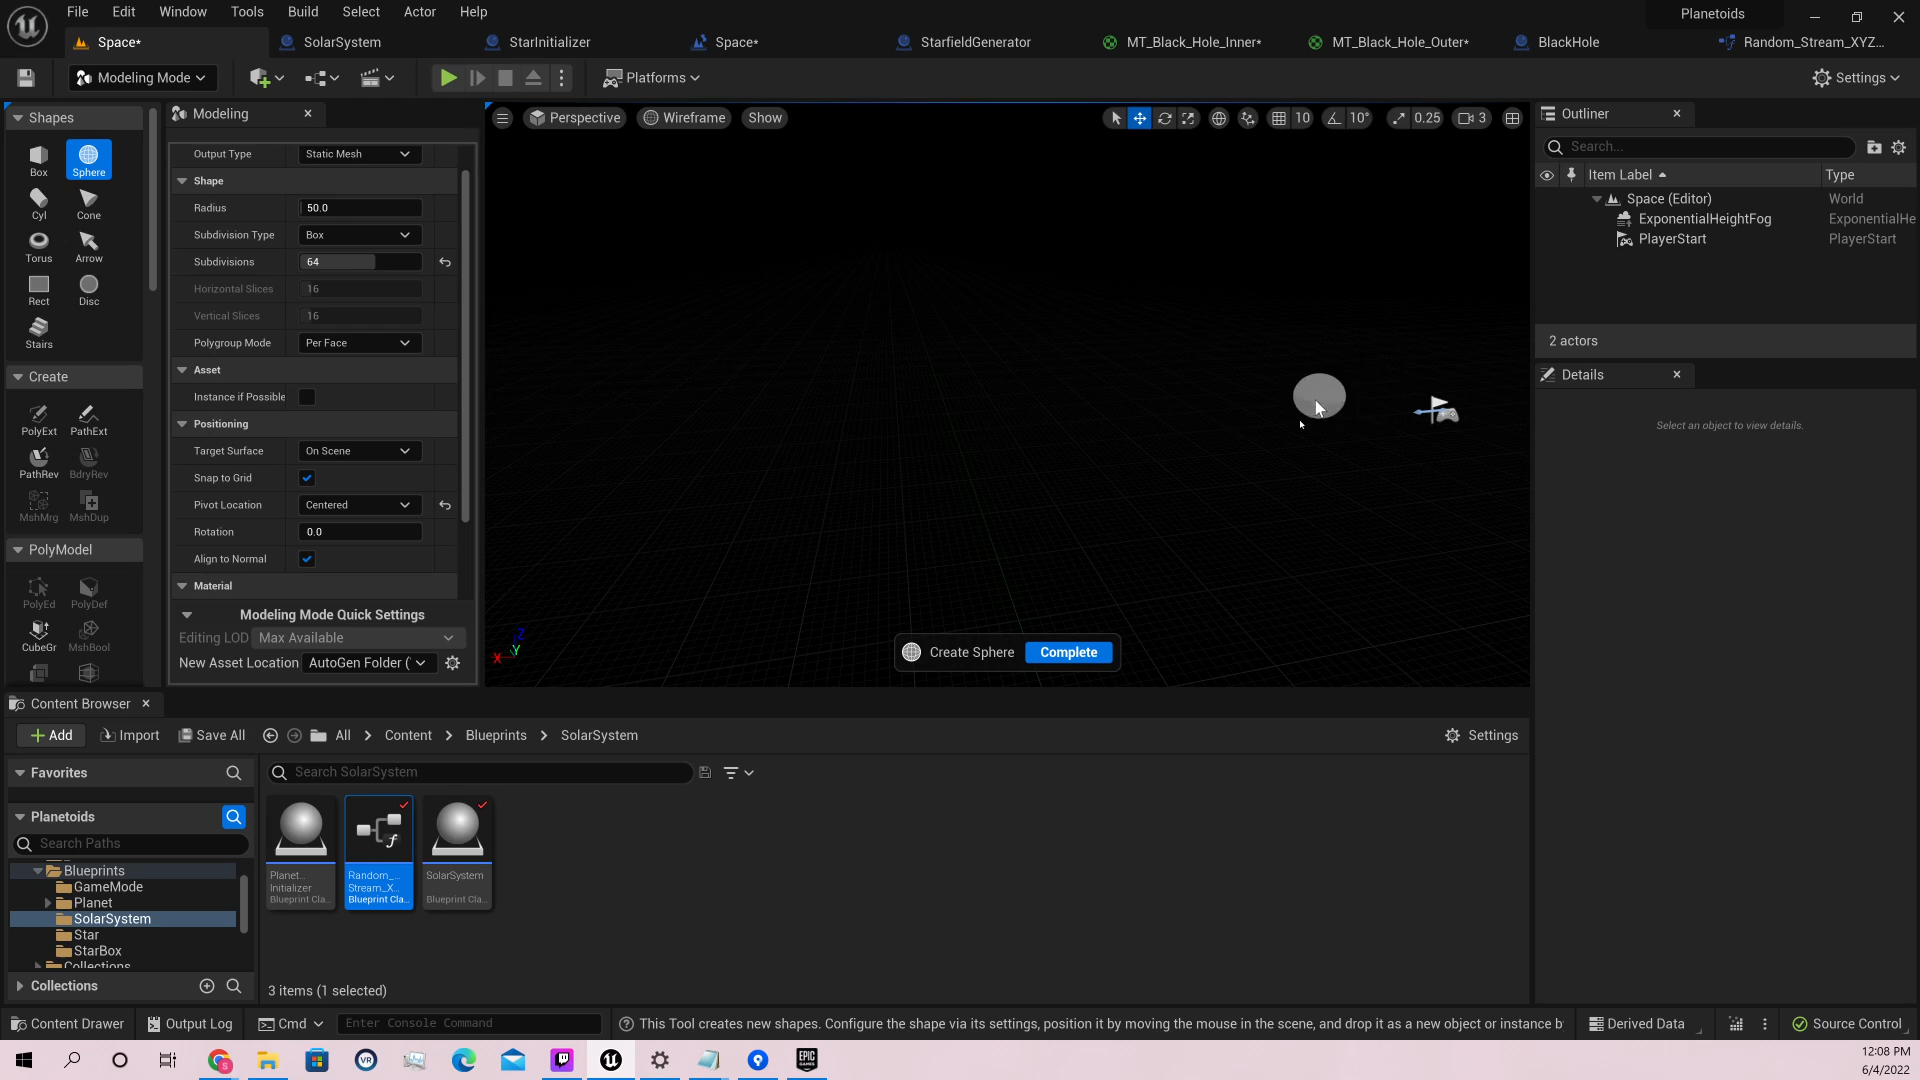 File Edit Window Tools Build Select Actor Help
Planetoids
Space*
SolarSystem
StarInitializer
Space*
StarfieldGenerator
MT_Black_Hole_Inner*
MT_Black_Hole_Outer*
BlackHole
Random_Stream_XYZ...
Modeling Mode
Platforms
Settings
Shapes
Box
Sphere
Cyl
Cone
Torus
Arrow
Rect
Disc
Stairs
Create
PolyExt
PathExt
PathRev
BdryRev
MshMrg
MshDup
PolyModel
PolyEd
PolyDef
CubeGr
MshBool
Modeling
Output Type Static Mesh
Shape
Radius 50.0
Subdivision Type Box
Subdivisions 64
Horizontal Slices 16
Vertical Slices 16
Polygroup Mode Per Face
Asset
Instance if Possible
Positioning
Target Surface On Scene
Snap to Grid
Pivot Location Centered
Rotation 0.0
Align to Normal
Material
Modeling Mode Quick Settings
Editing LOD Max Available
New Asset Location AutoGen Folder (
Perspective
Wireframe
Show
10
10°
0.25
3
Z
X
Y
Create Sphere
Complete
Outliner
Search...
Item Label
Type
Space (Editor) World
ExponentialHeightFog ExponentialHe
PlayerStart PlayerStart
2 actors
Details
Select an object to view details.
Content Browser
Add
Import
Save All
All > Content > Blueprints > SolarSystem
Settings
Favorites
Planetoids
Search Paths
Blueprints
GameMode
Planet
SolarSystem
Star
StarBox
Collections
Collections
Search SolarSystem
Planet...
Initializer
Blueprint Cla...
Random_...
Stream_X...
Blueprint Cla...
SolarSystem
Blueprint Cla...
3 items (1 selected)
Content Drawer
Output Log
Cmd
Enter Console Command
This Tool creates new shapes. Configure the shape via its settings, position it by moving the mouse in the scene, and drop it as a new object or instance b
Derived Data
Source Control
VR
EPIC
GAMES
12:08 PM
6/4/2022